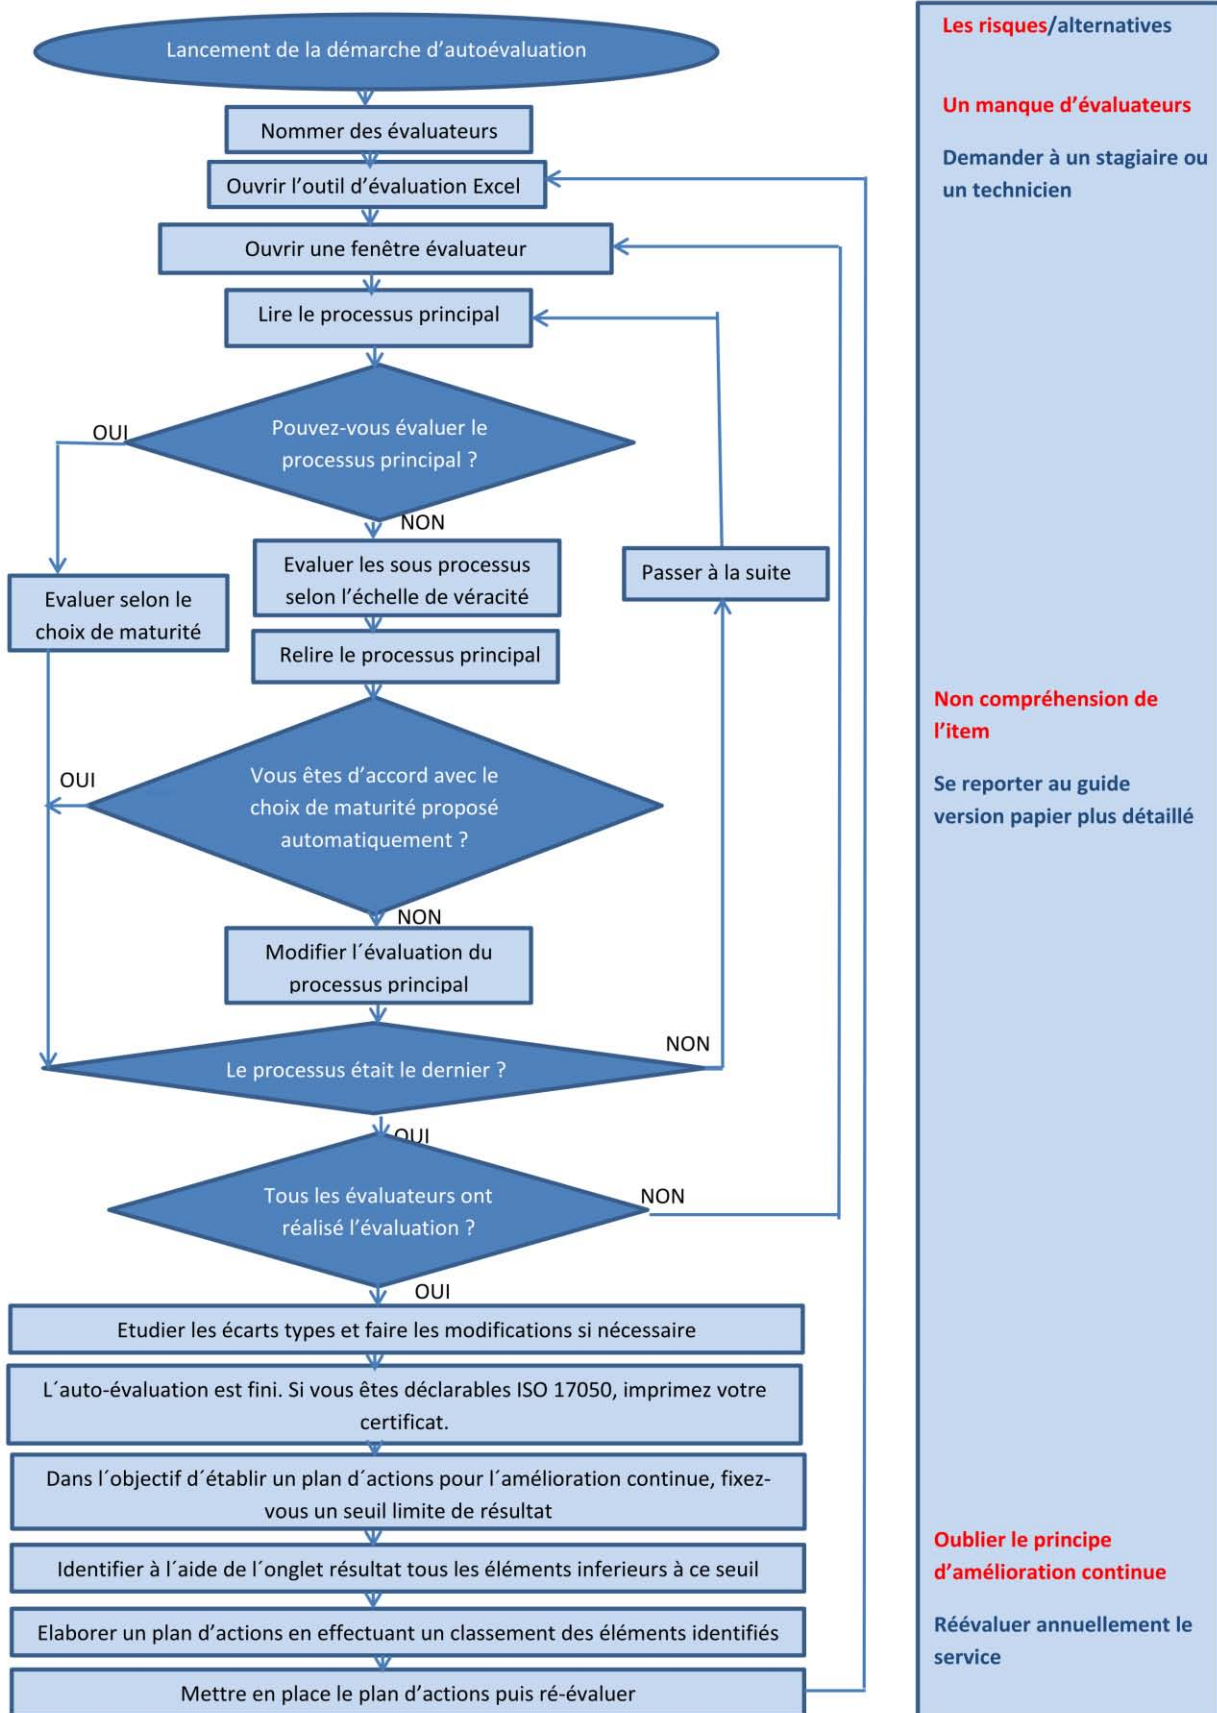 Lancement de la démarche d’autoévaluation
Nommer des évaluateurs
Ouvrir l’outil d’évaluation Excel
Ouvrir une fenêtre évaluateur
Lire le processus principal
Pouvez-vous évaluer le
processus principal ?
OUI
NON
Evaluer selon le
choix de maturité
Evaluer les sous processus
selon l’échelle de véracité
Passer à la suite
Relire le processus principal
Vous êtes d’accord avec le
choix de maturité proposé
automatiquement ?
OUI
NON
Modifier l´évaluation du
processus principal
Le processus était le dernier ?
NON
OUI
Tous les évaluateurs ont
réalisé l’évaluation ?
NON
OUI
Etudier les écarts types et faire les modifications si nécessaire
L´auto-évaluation est fini. Si vous êtes déclarables ISO 17050, imprimez votre
certificat.
Dans l´objectif d´établir un plan d´actions pour l´amélioration continue, fixez-
vous un seuil limite de résultat
Identifier à l´aide de l´onglet résultat tous les éléments inferieurs à ce seuil
Elaborer un plan d’actions en effectuant un classement des éléments identifiés
Mettre en place le plan d’actions puis ré-évaluer
Les risques/alternatives
Un manque d’évaluateurs
Demander à un stagiaire ou
un technicien
Non compréhension de
l’item
Se reporter au guide
version papier plus détaillé
Oublier le principe
d’amélioration continue
Réévaluer annuellement le
service